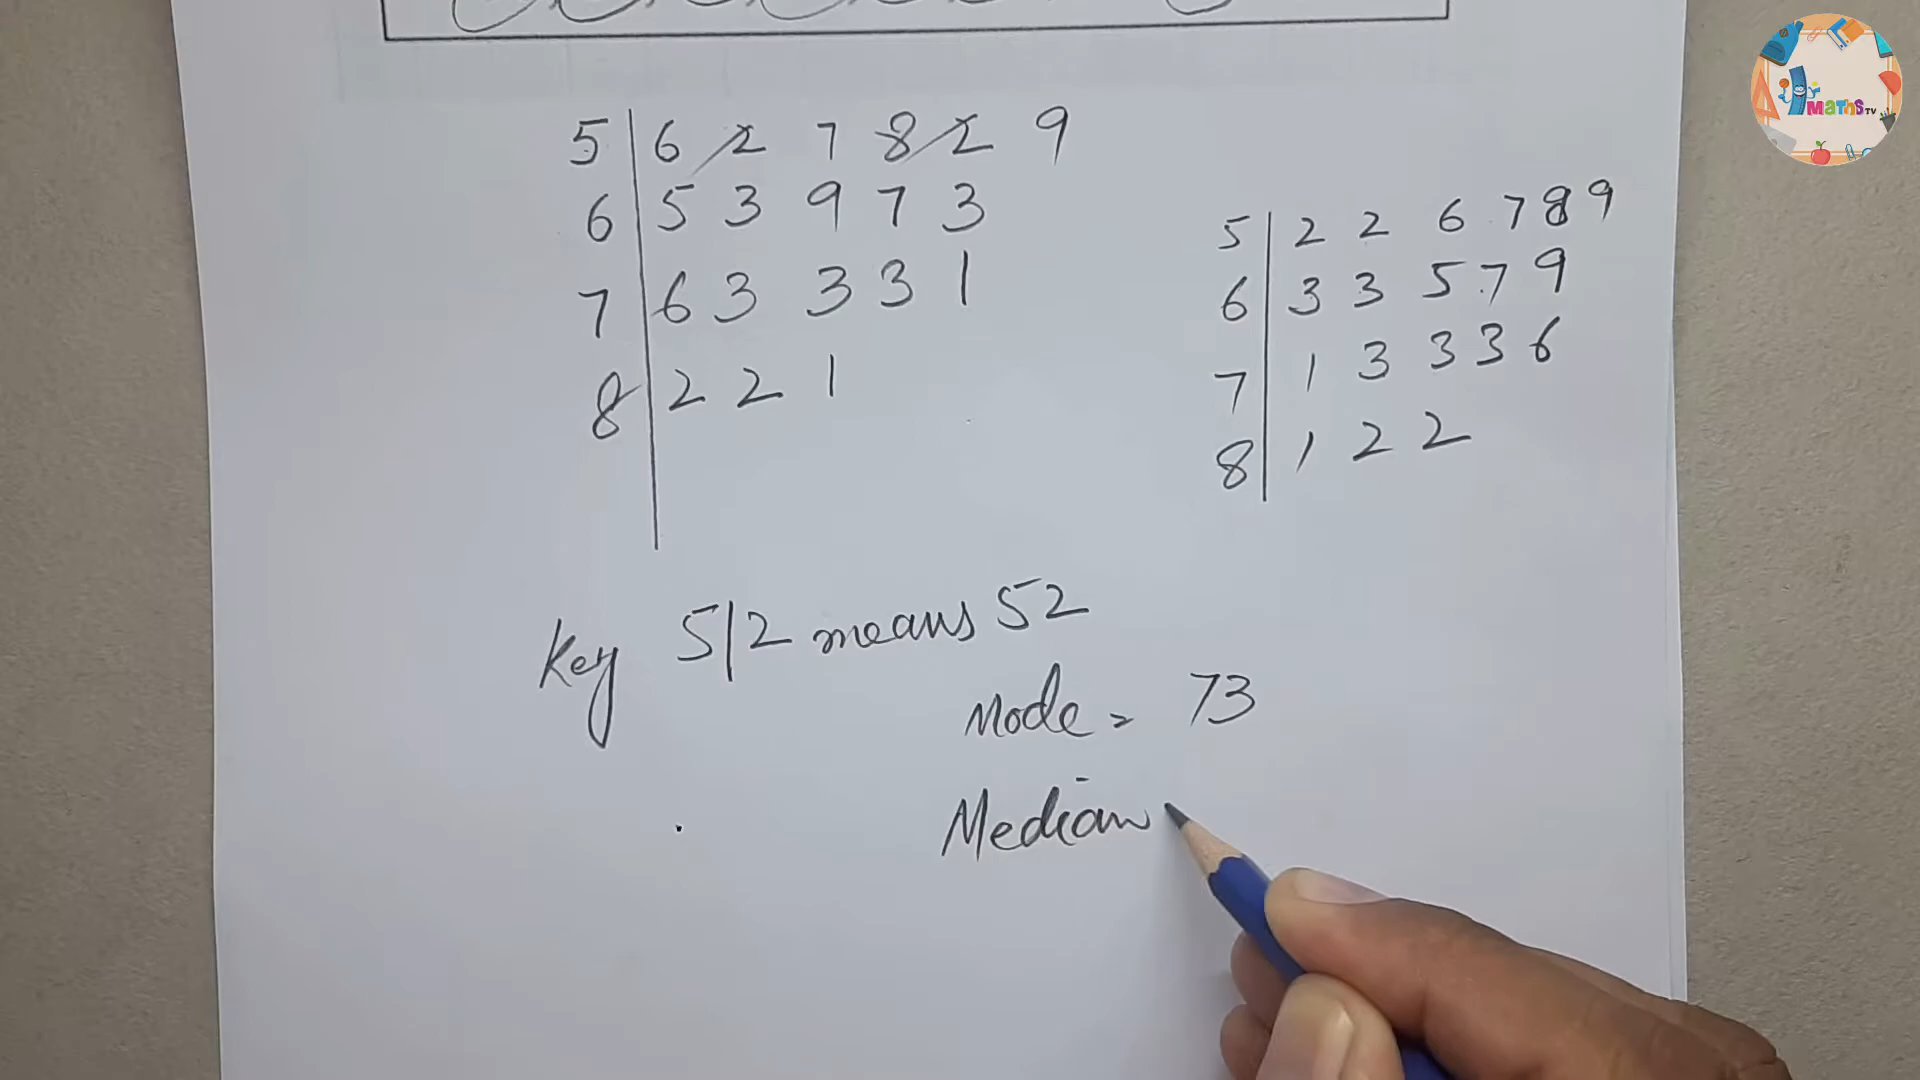 5 | 6 2 7 8 2 9
6 | 5 3 9 7 3
7 | 6 3 3 3 1
8 | 2 2 1
5 | 2 2 6 7 8 9
6 | 3 3 5 7 9
7 | 1 3 3 3 6
8 | 1 2 2
Key 5|2 means 52
Mode = 73
Median
MATHS TV